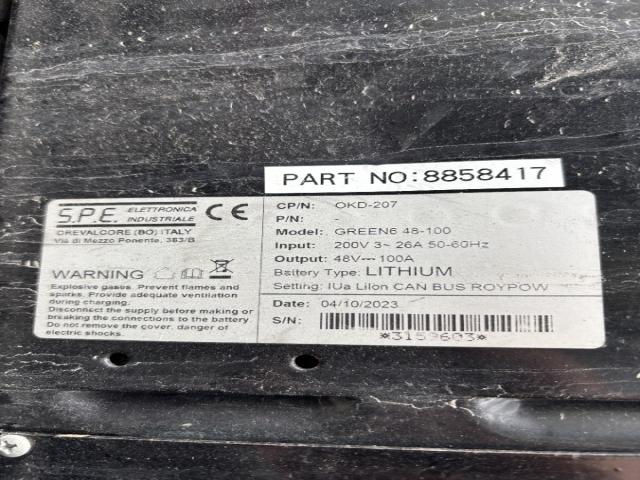 PART NO:8858417
S.P.E. ELETTRONICA INDUSTRIALE CE
CREVALCORE (BO) ITALY
Via di Mezzo Ponente, 383/B
WARNING
Explosive gases. Prevent flames and
sparks. Provide adequate ventilation
during charging.
Disconnect the supply before making or
breaking the connections to the battery.
Do not remove the cover, danger of
electric shocks.
CP/N: OKD-207
P/N: -
Model: GREEN6 48-100
Input: 200V 3~ 26A 50-60Hz
Output: 48V⎓ 100A
Battery Type: LITHIUM
Setting: IUa LiIon CAN BUS ROYPOW
Date: 04/10/2023
S/N:
*3159603*